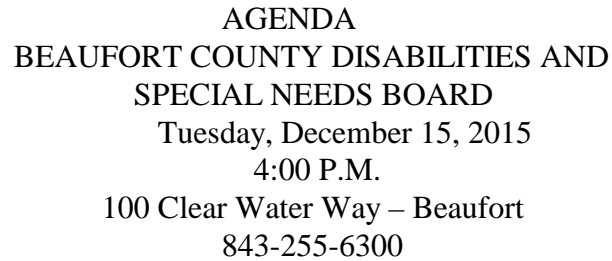 AGENDA
BEAUFORT COUNTY DISABILITIES AND
SPECIAL NEEDS BOARD
Tuesday, December 15, 2015
4:00 P.M.
100 Clear Water Way – Beaufort
843-255-6300